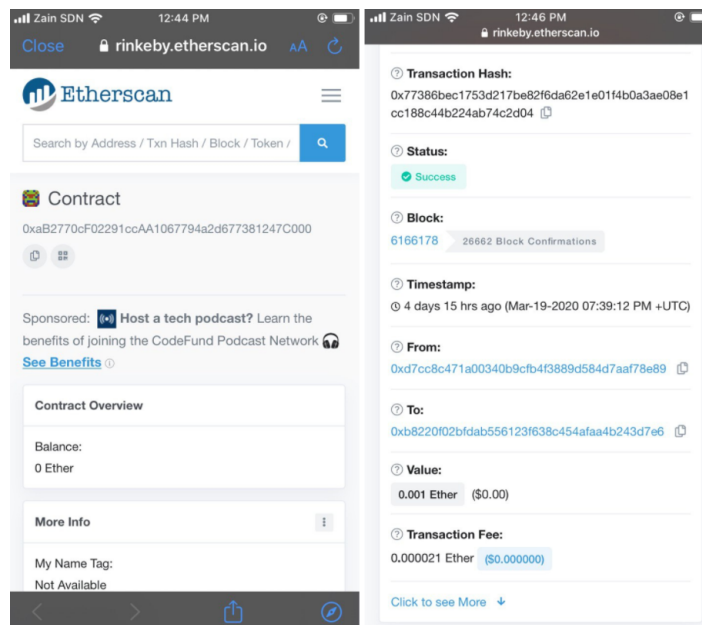 Zain SDN 12:44 PM
Close rinkeby.etherscan.io AA
Etherscan
Search by Address / Txn Hash / Block / Token /
Contract
0xaB2770cF02291ccAA1067794a2d677381247C000
Sponsored: Host a tech podcast? Learn the
benefits of joining the CodeFund Podcast Network
See Benefits
Contract Overview
Balance:
0 Ether
More Info
My Name Tag:
Not Available
Zain SDN 12:46 PM
rinkeby.etherscan.io
Transaction Hash:
0x77386bec1753d217be82f6da62e1e01f4b0a3ae08e1
cc188c44b224ab74c2d04
Status:
Success
Block:
6166178 26662 Block Confirmations
Timestamp:
4 days 15 hrs ago (Mar-19-2020 07:39:12 PM +UTC)
From:
0xd7cc8c471a00340b9cfb4f3889d584d7aaf78e89
To:
0xb8220f02bfdab556123f638c454afaa4b243d7e6
Value:
0.001 Ether ($0.00)
Transaction Fee:
0.000021 Ether ($0.000000)
Click to see More